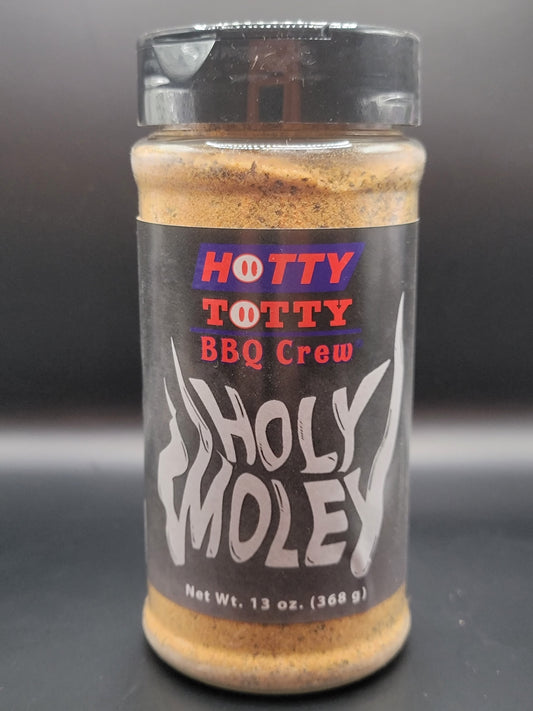 HOTTY
TOTTY
BBQ Crew
HOLY
MOLEY
Net Wt. 13 oz. (368 g)